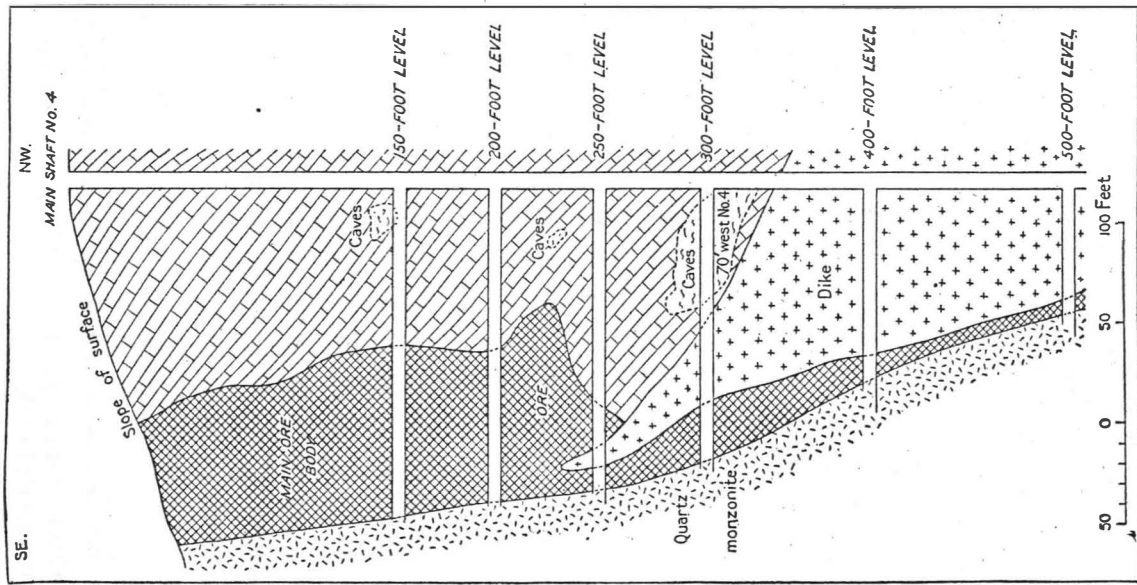 SE.
NW.
MAIN SHAFT No. 4
Slope of surface
150-FOOT LEVEL
200-FOOT LEVEL
250-FOOT LEVEL
300-FOOT LEVEL
400-FOOT LEVEL
500-FOOT LEVEL
Caves
Caves
Caves
70 west No.4
MAIN ORE
BODY
ORE
Dike
Quartz
monzonite
50 0 50 100 Feet